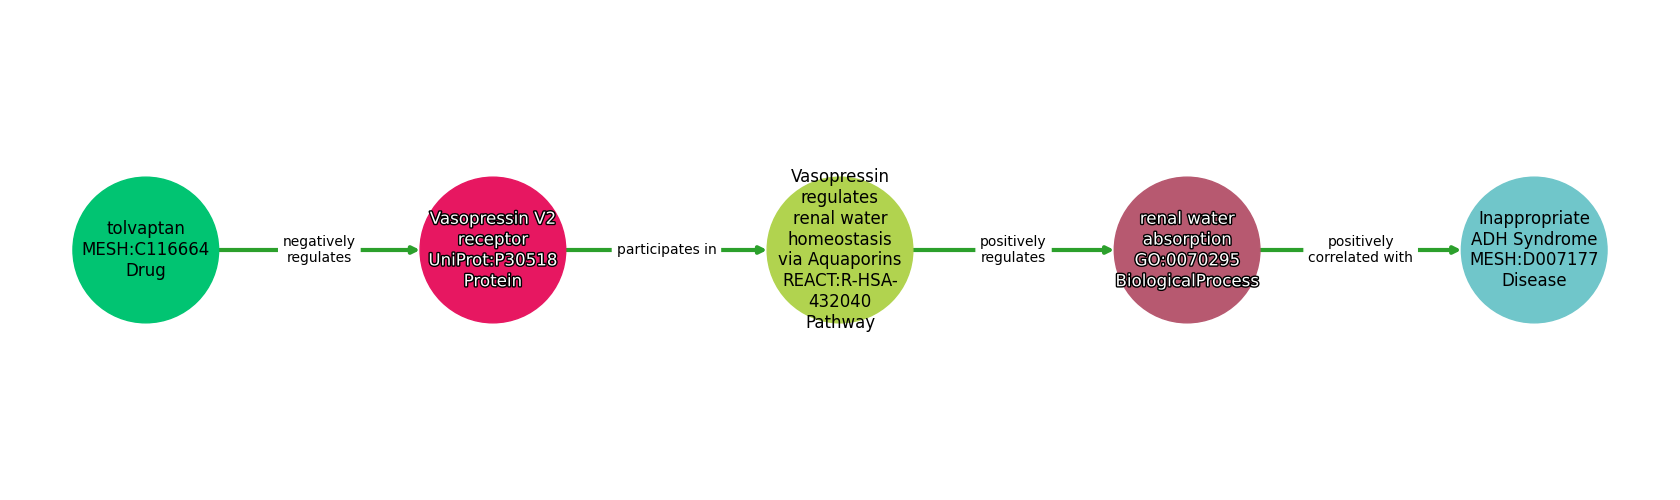 tolvaptan
MESH:C116664
Drug
negatively
regulates
Vasopressin V2
receptor
UniProt:P30518
Protein
participates in
Vasopressin
regulates
renal water
homeostasis
via Aquaporins
REACT:R-HSA-
432040
Pathway
positively
regulates
renal water
absorption
GO:0070295
BiologicalProcess
positively
correlated with
Inappropriate
ADH Syndrome
MESH:D007177
Disease